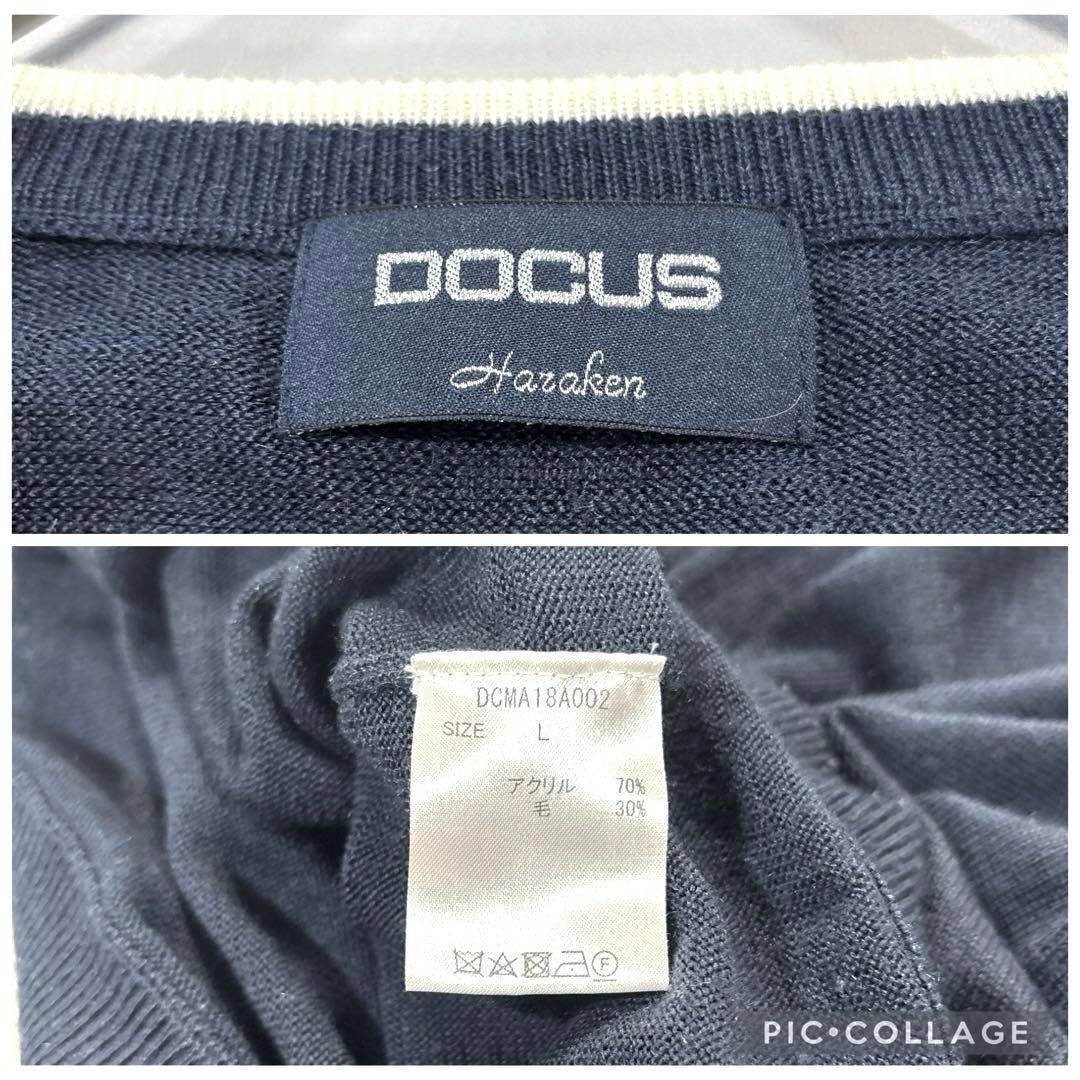 DOCUS
Haraken
DCMA18A002
SIZE L
アクリル 70%
毛 30%
F
PIC•COLLAGE